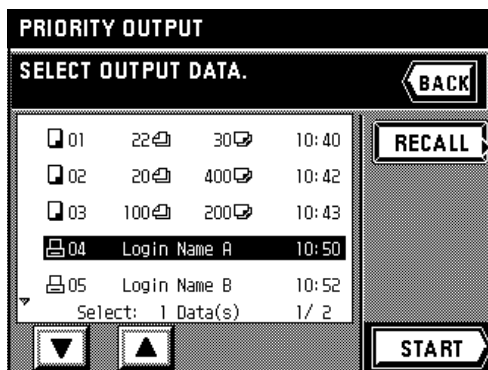 PRIORITY OUTPUT
SELECT OUTPUT DATA.
BACK
01 22 30 10:40
RECALL
02 20 400 10:42
03 100 200 10:43
04 Login Name A 10:50
05 Login Name B 10:52
Select: 1 Data(s) 1/ 2
START